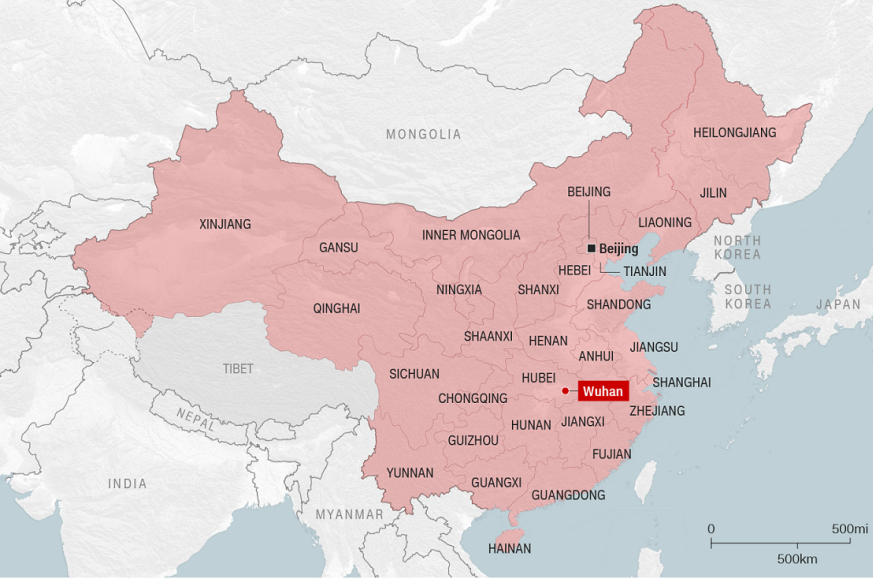 HEILONGJIANG
MONGOLIA
BEIJING
JILIN
XINJIANG
LIAONING
INNER MONGOLIA
GANSU
Beijing
NORTH
KOREA
HEBEI
TIANJIN
NINGXIA
SHANXI
SOUTH
KOREA
QINGHAI
SHANDONG
JAPAN
SHAANXI
HENAN
JIANGSU
ANHUI
TIBET
SICHUAN
HUBEI
SHANGHAI
Wuhan
CHONGQING
ZHEJIANG
NEPAL
HUNAN
JIANGXI
GUIZHOU
FUJIAN
YUNNAN
INDIA
GUANGXI
GUANGDONG
MYANMAR
HAINAN
0
500mi
500km